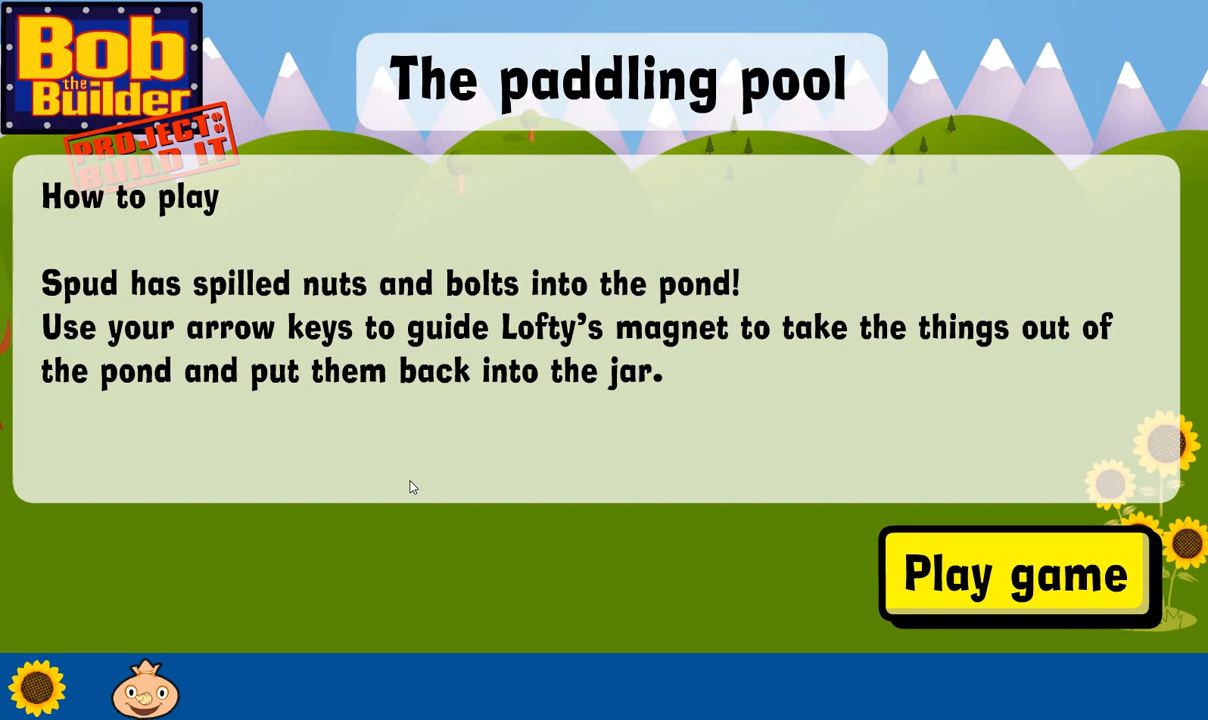 Bob
the
Builder
PROJECT:
BUILD IT
The paddling pool
How to play
Spud has spilled nuts and bolts into the pond!
Use your arrow keys to guide Lofty's magnet to take the things out of
the pond and put them back into the jar.
Play game